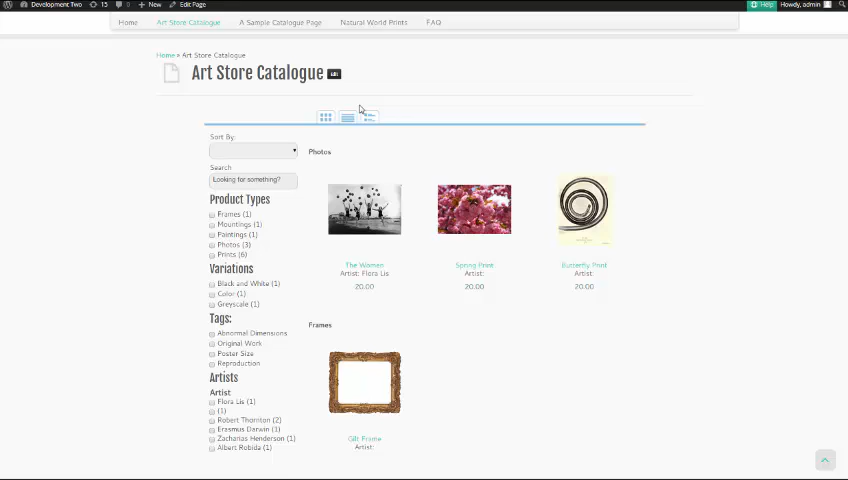 Development Two 15 0 New Edit Page Help Howdy, admin
Home Art Store Catalogue A Sample Catalogue Page Natural World Prints FAQ
Home » Art Store Catalogue
Art Store Catalogue Edit
Sort By:
Search
Looking for something?
Product Types
Frames (1)
Mountings (1)
Paintings (1)
Photos (3)
Prints (6)
Variations
Black and White (1)
Color (1)
Greyscale (1)
Tags:
Abnormal Dimensions
Original Work
Poster Size
Reproduction
Artists
Artist
Flora Lis (1)
(1)
Robert Thornton (2)
Erasmus Darwin (3)
Zacharias Henderson (1)
Albert Robida (1)
Photos
The Women
Artist: Flora Lis
20.00
Spring Print
Artist:
20.00
Butterfly Print
Artist:
20.00
Frames
Gilt Frame
Artist: